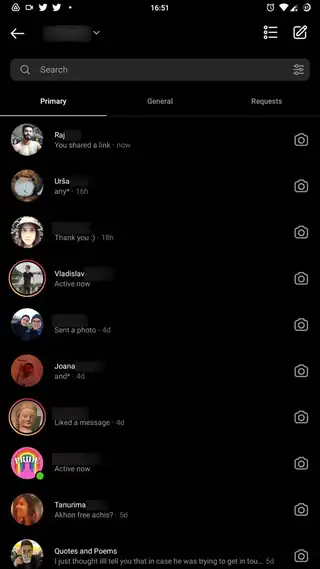 16:51
Search
Primary General Requests
Raj
You shared a link · now
Urša
any* · 16h
Thank you :) · 18h
Vladislav
Active now
Sent a photo · 4d
Joana
and* · 4d
Liked a message · 4d
PRIDE
Active now
Tanurima
Akhon free achis? · 5d
Quotes and Poems
I just thought illl tell you that in case he was trying to get in tou... 5d